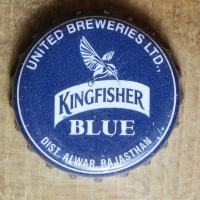 UNITED BREWERIES LTD.,
KINGFISHER
BLUE
DIST. ALWAR, RAJASTHAN